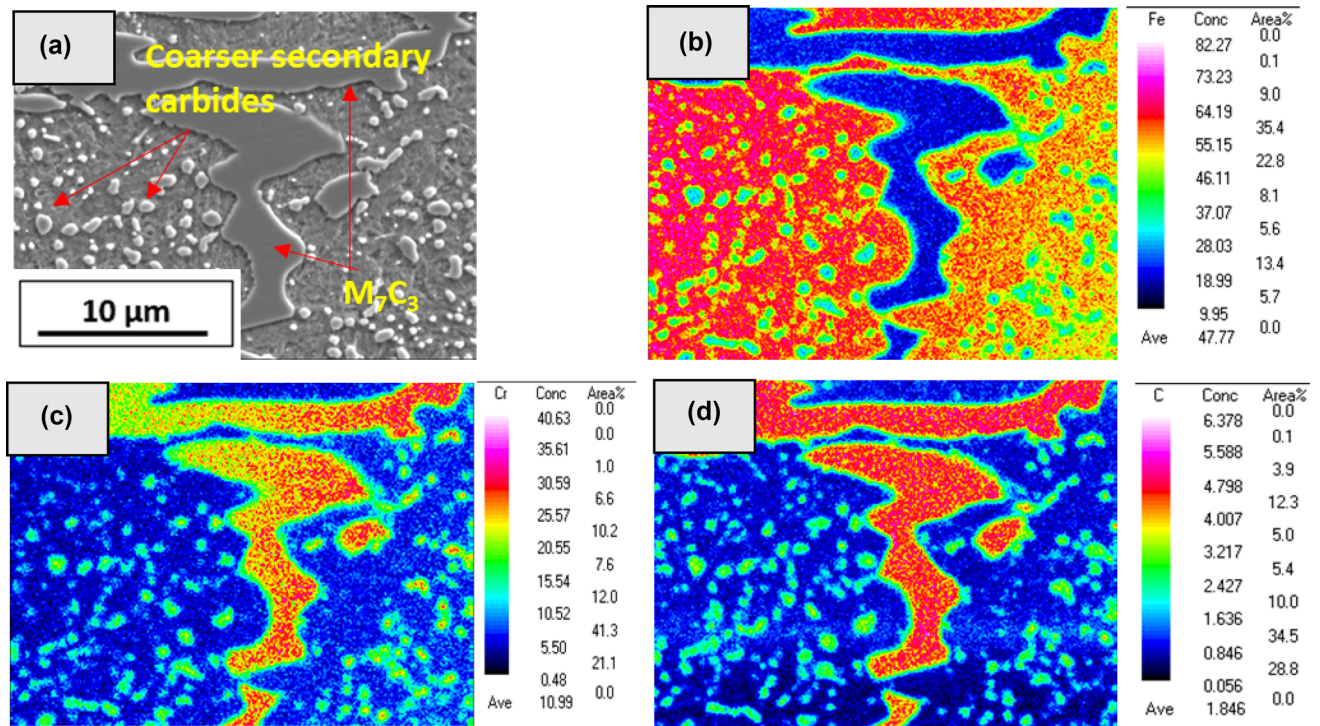 (a)
Coarser secondary
carbides
M₇C₃
10 µm
(b)
Fe Conc Area%
82.27 0.0
73.23 0.1
64.19 9.0
55.15 35.4
46.11 22.8
37.07 8.1
28.03 5.6
18.99 13.4
9.95 5.7
Ave 47.77 0.0
(c)
Cr Conc Area%
40.63 0.0
35.61 0.0
30.59 1.0
25.57 6.6
20.55 10.2
15.54 7.6
10.52 12.0
5.50 41.3
0.48 21.1
Ave 10.99 0.0
(d)
C Conc Area%
6.378 0.0
5.588 0.1
4.798 3.9
4.007 12.3
3.217 5.0
2.427 5.4
1.636 10.0
0.846 34.5
0.056 28.8
Ave 1.846 0.0